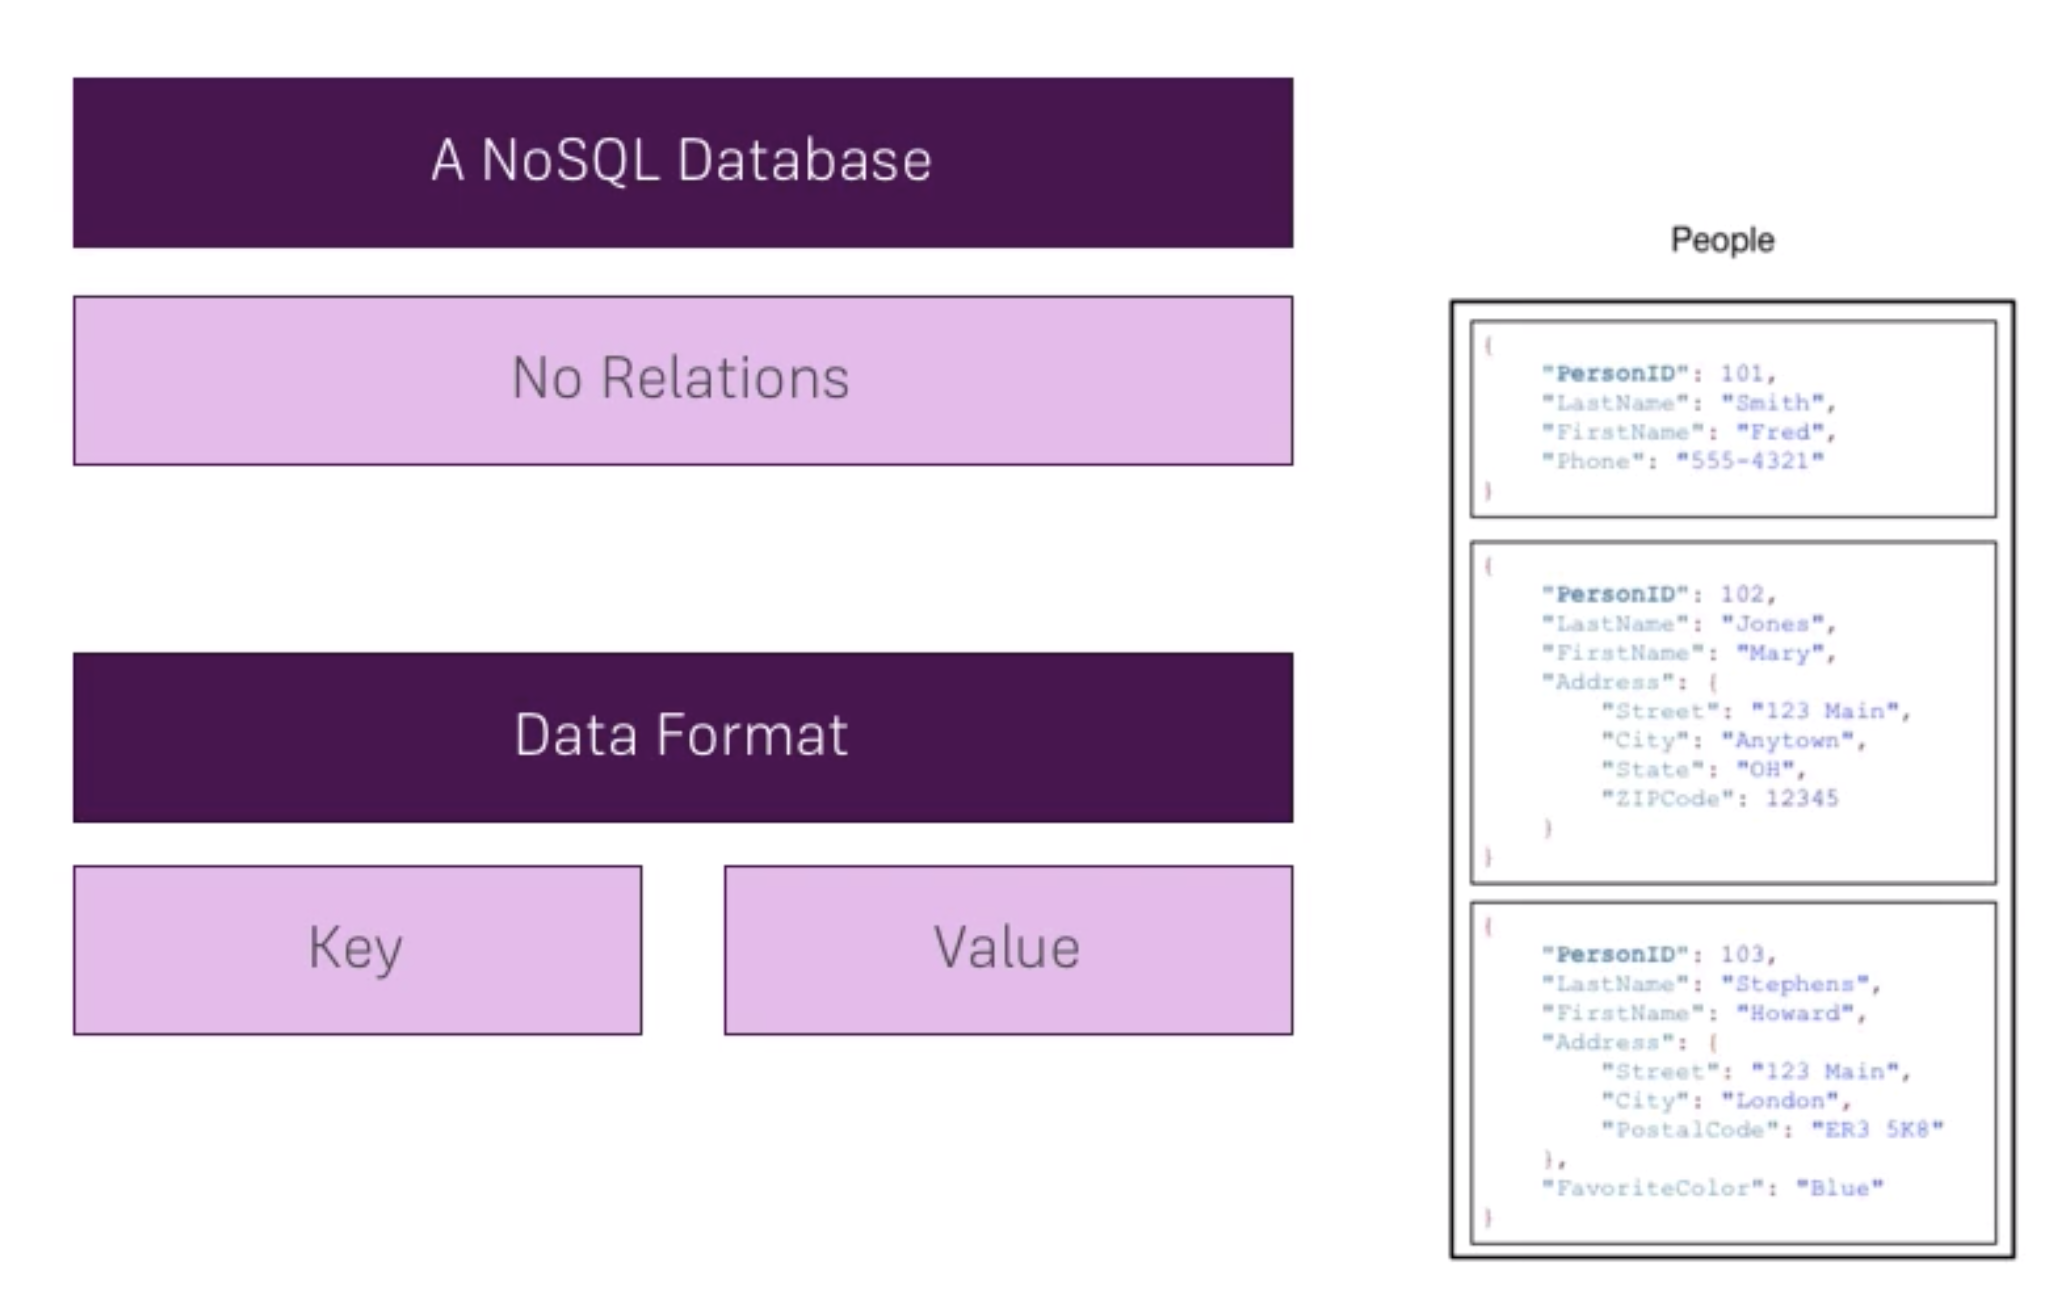 A NoSQL Database
No Relations
Data Format
Key
Value
People
{
"PersonID": 101,
"LastName": "Smith",
"FirstName": "Fred",
"Phone": "555-4321"
}
{
"PersonID": 102,
"LastName": "Jones",
"FirstName": "Mary",
"Address": {
"Street": "123 Main",
"City": "Anytown",
"State": "OH",
"ZIPCode": 12345
}
}
{
"PersonID": 103,
"LastName": "Stephens",
"FirstName": "Howard",
"Address": {
"Street": "123 Main",
"City": "London",
"PostalCode": "ER3 5K8"
},
"FavoriteColor": "Blue"
}